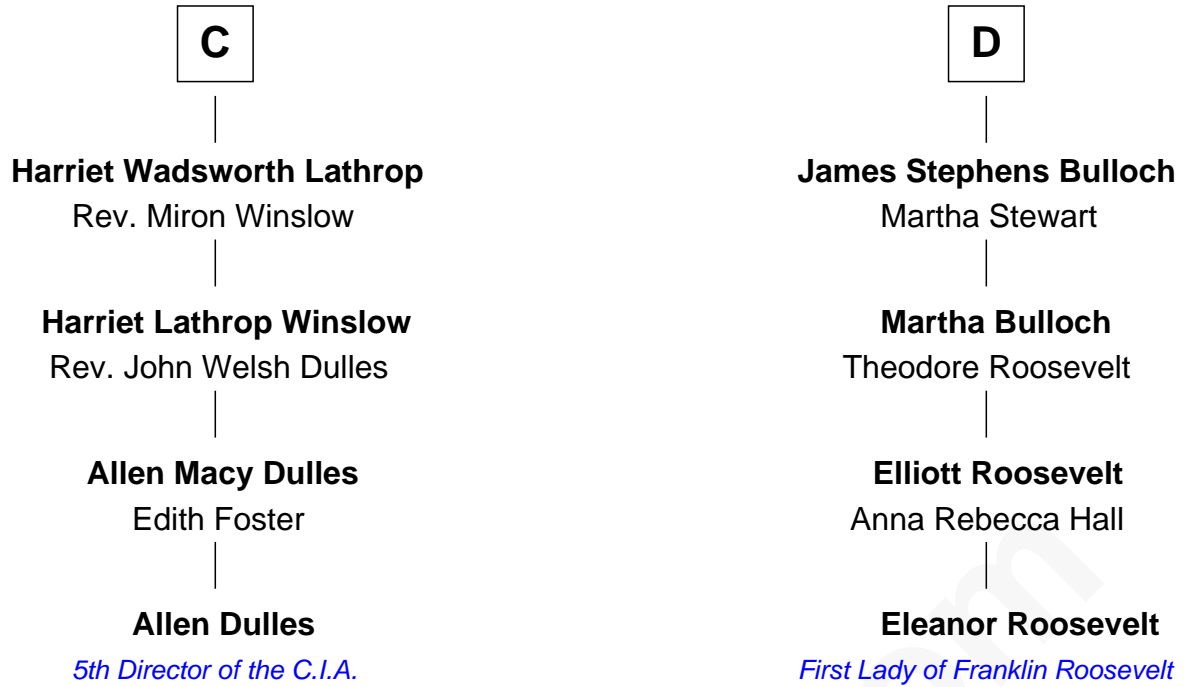 C
Harriet Wadsworth Lathrop
Rev. Miron Winslow
Harriet Lathrop Winslow
Rev. John Welsh Dulles
Allen Macy Dulles
Edith Foster
Allen Dulles
5th Director of the C.I.A.
D
James Stephens Bulloch
Martha Stewart
Martha Bulloch
Theodore Roosevelt
Elliott Roosevelt
Anna Rebecca Hall
Eleanor Roosevelt
First Lady of Franklin Roosevelt